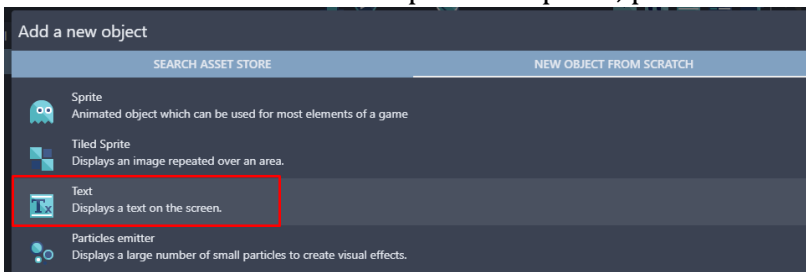 Add a new object
SEARCH ASSET STORE
NEW OBJECT FROM SCRATCH
Sprite
Animated object which can be used for most elements of a game
Tiled Sprite
Displays an image repeated over an area.
Text
Displays a text on the screen.
Particles emitter
Displays a large number of small particles to create visual effects.